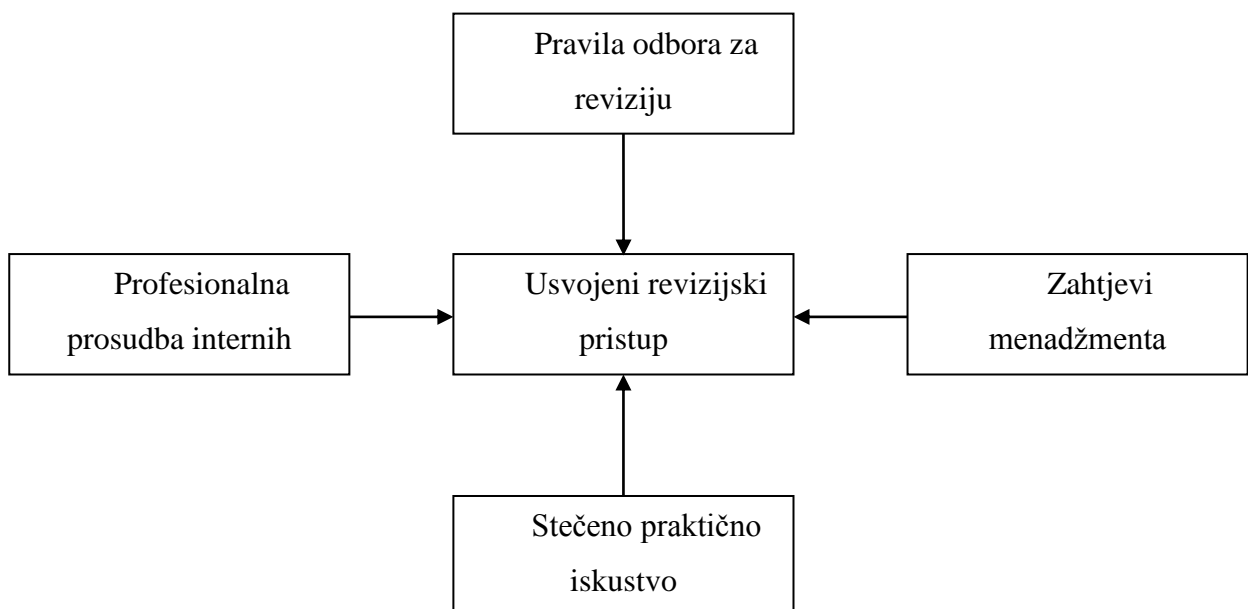 Pravila odbora za
reviziju
Profesionalna
prosudba internih
Usvojeni revizijski
pristup
Zahtjevi
menadžmenta
Stečeno praktično
iskustvo